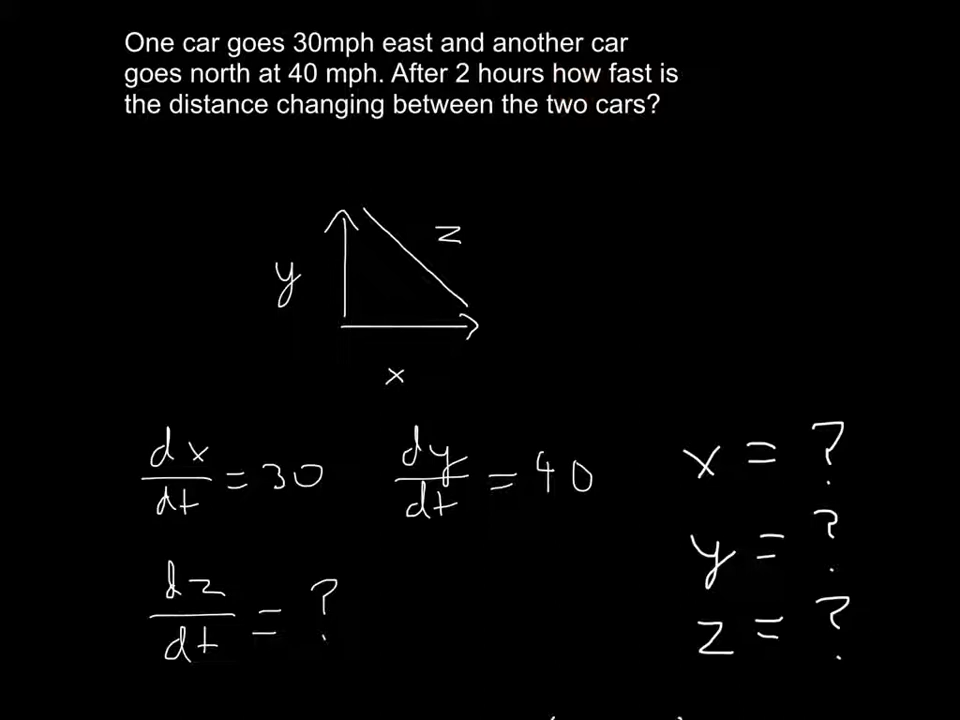 One car goes 30mph east and another car
goes north at 40 mph. After 2 hours how fast is
the distance changing between the two cars?
z
y
x
dx/dt = 30 dy/dt = 40 x = ?
y = ?
dz/dt = ? z = ?